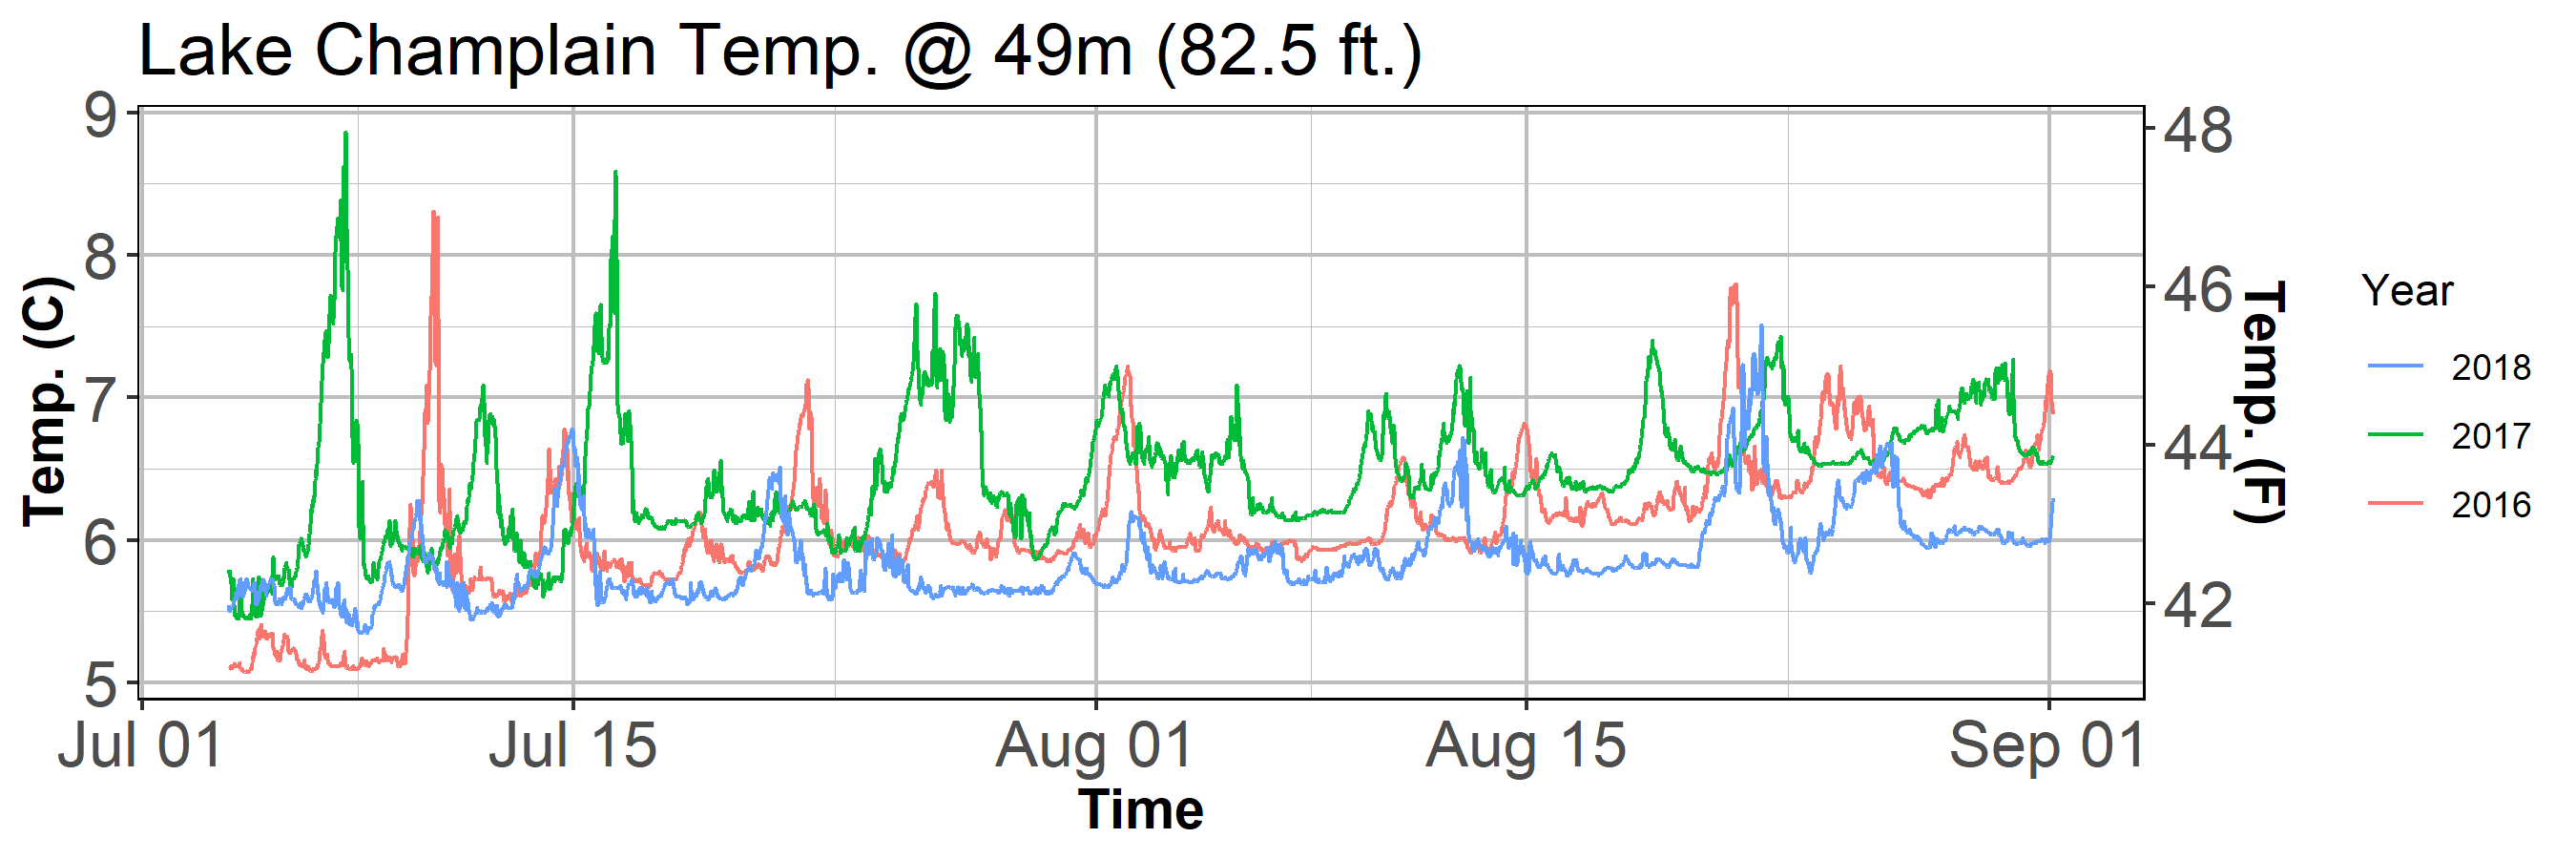 Lake Champlain Temp. @ 49m (82.5 ft.)
9
8
7
6
5
Temp. (C)
48
46
44
42
Temp. (F)
Jul 01
Jul 15
Aug 01
Aug 15
Sep 01
Time
Year
2018
2017
2016